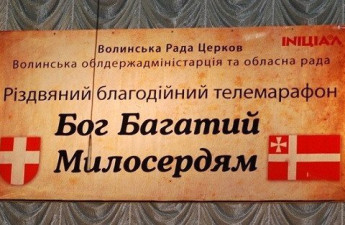 Волинська Рада Церков
ІНІЦІАЛ
Волинська облдержадміністрація та обласна рада
Різдвяний благодійний телемарафон
Бог Багатий
Милосердям